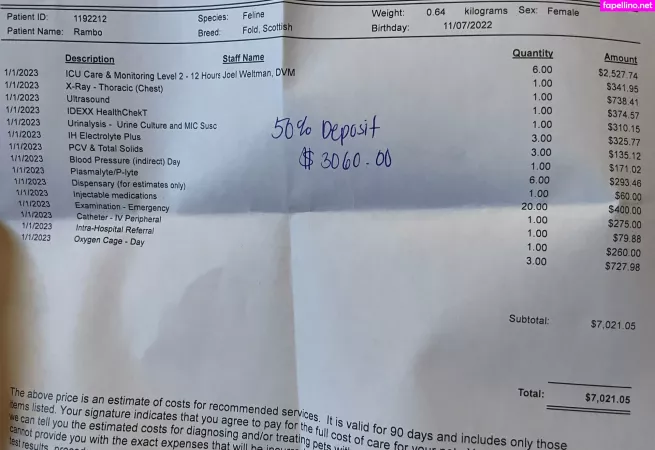 fapellino.net
Patient ID: 1192212 Species: Feline Weight: 0.64 kilograms Sex: Female
Patient Name: Rambo Breed: Fold, Scottish Birthday: 11/07/2022
Description Staff Name Quantity Amount
1/1/2023 ICU Care & Monitoring Level 2 - 12 Hours Joel Weltman, DVM 6.00 $2,527.74
1/1/2023 X-Ray - Thoracic (Chest) 1.00 $341.95
1/1/2023 Ultrasound 1.00 $738.41
1/1/2023 IDEXX HealthChekT 1.00 $374.57
1/1/2023 Urinalysis - Urine Culture and MIC Susc 1.00 $310.15
1/1/2023 IH Electrolyte Plus 3.00 $325.77
1/1/2023 PCV & Total Solids 3.00 $135.12
1/1/2023 Blood Pressure (indirect) Day 1.00 $171.02
1/1/2023 Plasmalyte/P-lyte 6.00 $293.46
1/1/2023 Dispensary (for estimates only) 1.00 $60.00
1/1/2023 Injectable medications 20.00 $400.00
1/1/2023 Examination - Emergency 1.00 $275.00
1/1/2023 Catheter - IV Peripheral 1.00 $79.88
1/1/2023 Intra-Hospital Referral 1.00 $260.00
1/1/2023 Oxygen Cage - Day 3.00 $727.98
50% Deposit
$ 3060.00
Subtotal: $7,021.05
Total: $7,021.05
The above price is an estimate of costs for recommended services. It is valid for 90 days and includes only those
items listed. Your signature indicates that you agree to pay for the full cost of care for your
we can tell you the estimated costs for diagnosing and/or treating pets
cannot provide you with the exact expenses that will be
test results,